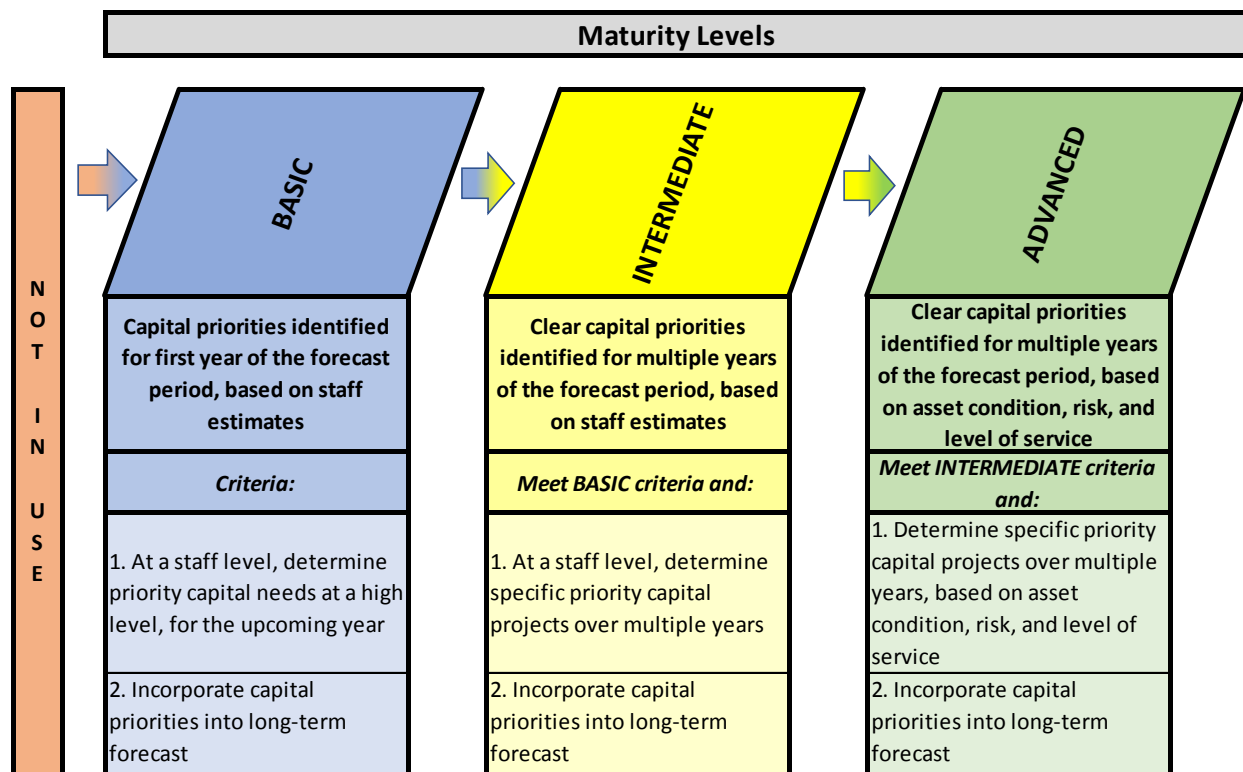 Maturity Levels
NOT IN USE
BASIC
INTERMEDIATE
ADVANCED
Capital priorities identified
for first year of the forecast
period, based on staff
estimates
Clear capital priorities
identified for multiple years
of the forecast period, based
on staff estimates
Clear capital priorities
identified for multiple years
of the forecast period, based
on asset condition, risk, and
level of service
Criteria:
Meet BASIC criteria and:
Meet INTERMEDIATE criteria
and:
1. At a staff level, determine
priority capital needs at a high
level, for the upcoming year
1. At a staff level, determine
specific priority capital
projects over multiple years
1. Determine specific priority
capital projects over multiple
years, based on asset
condition, risk, and level of
service
2. Incorporate capital
priorities into long-term
forecast
2. Incorporate capital
priorities into long-term
forecast
2. Incorporate capital
priorities into long-term
forecast